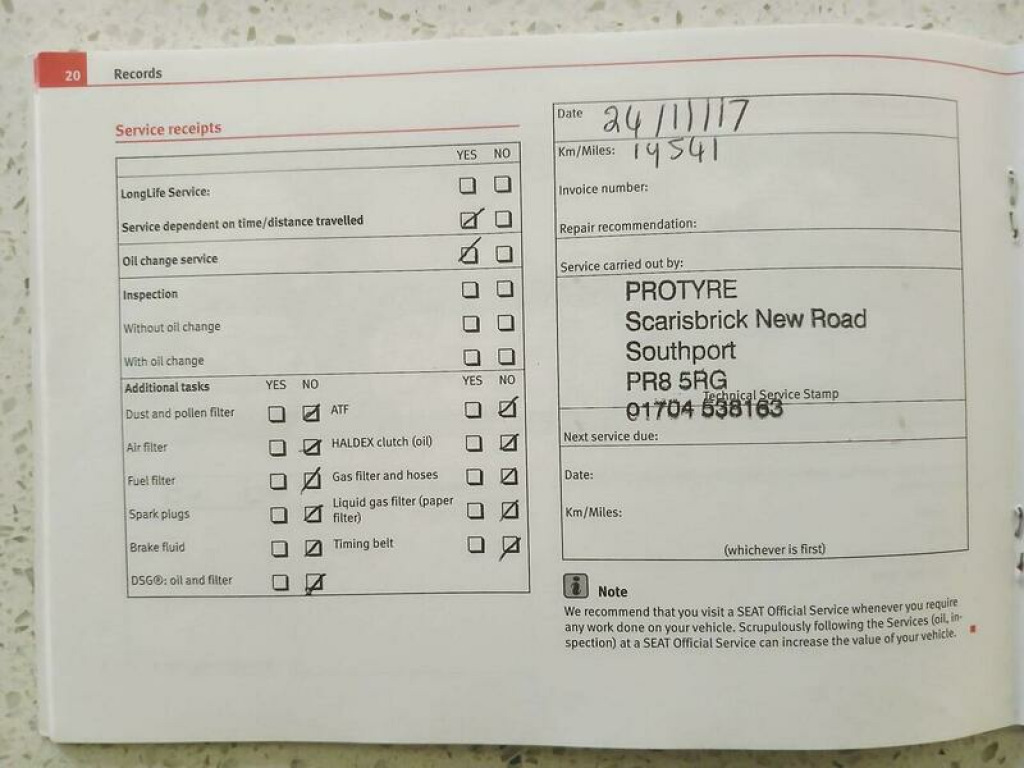 20 Records
Service receipts
YES NO
LongLife Service:
Service dependent on time/distance travelled
Oil change service
Inspection
Without oil change
With oil change
Additional tasks YES NO YES NO
Dust and pollen filter ATF
Air filter HALDEX clutch (oil)
Fuel filter Gas filter and hoses
Spark plugs Liquid gas filter (paper
filter)
Brake fluid Timing belt
DSG®: oil and filter
Date 24/11/17
Km/Miles: 14541
Invoice number:
Repair recommendation:
Service carried out by:
PROTYRE
Scarisbrick New Road
Southport
PR8 5RG
Technical Service Stamp
01704 538163
Next service due:
Date:
Km/Miles:
(whichever is first)
i Note
We recommend that you visit a SEAT Official Service whenever you require
any work done on your vehicle. Scrupulously following the Services (oil, in-
spection) at a SEAT Official Service can increase the value of your vehicle.